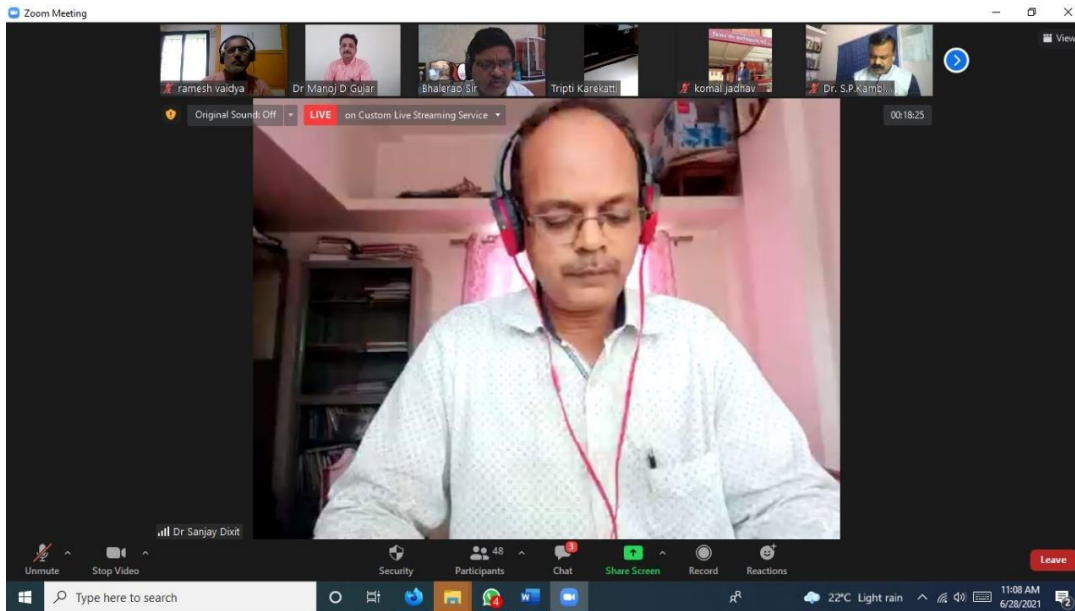 Zoom Meeting
View
ramesh vaidya
Dr Manoj D Gujar
Bhalerao Sir
Tripti Karekatti
komal jadhav
Dr. S.P.Kambl...
Original Sound: Off
LIVE on Custom Live Streaming Service
00:18:25
Dr Sanjay Dixit
Unmute
Stop Video
Security
Participants
48
Chat
3
Share Screen
Record
Reactions
Leave
Type here to search
4
22°C Light rain
11:08 AM
6/28/2021
2